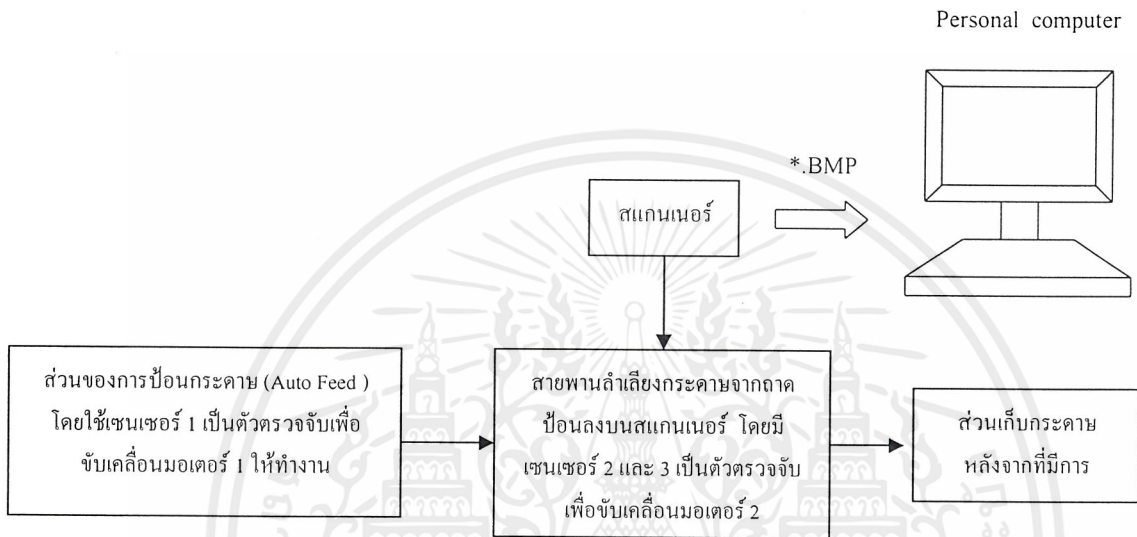 Personal computer
*.BMP
สแกนเนอร์
ส่วนของการป้อนกระดาษ (Auto Feed )
โดยใช้เซนเซอร์ 1 เป็นตัวตรวจจับเพื่อ
ขับเคลื่อนมอเตอร์ 1 ให้ทำงาน
สายพานลำเลียงกระดาษจากถาด
ป้อนลงบนสแกนเนอร์ โดยมี
เซนเซอร์ 2 และ 3 เป็นตัวตรวจจับ
เพื่อขับเคลื่อนมอเตอร์ 2
ส่วนเก็บกระดาษ
หลังจากที่มีการ